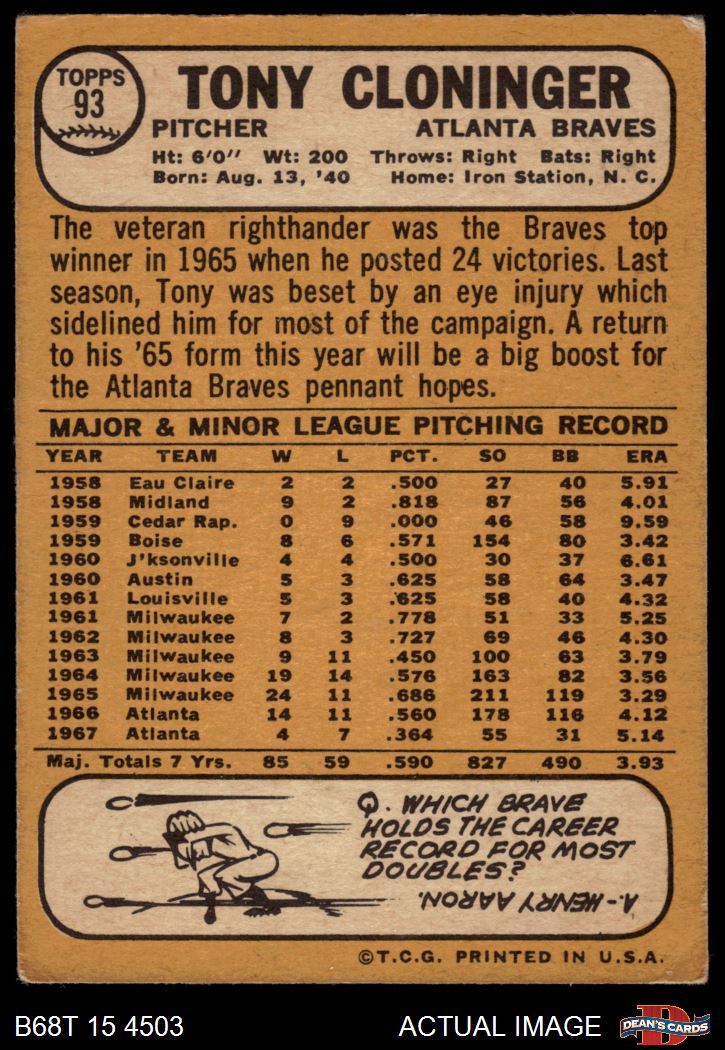 TOPPS
93
TONY CLONINGER
PITCHER ATLANTA BRAVES
Ht: 6'0" Wt: 200 Throws: Right Bats: Right
Born: Aug. 13, '40 Home: Iron Station, N. C.
The veteran righthander was the Braves top
winner in 1965 when he posted 24 victories. Last
season, Tony was beset by an eye injury which
sidelined him for most of the campaign. A return
to his '65 form this year will be a big boost for
the Atlanta Braves pennant hopes.
MAJOR & MINOR LEAGUE PITCHING RECORD
YEAR TEAM W L PCT. SO BB ERA
1958 Eau Claire 2 2 .500 27 40 5.91
1958 Midland 9 2 .818 87 56 4.01
1959 Cedar Rap. 0 9 .000 46 58 9.59
1959 Boise 8 6 .571 154 80 3.42
1960 J'ksonville 4 4 .500 30 37 6.61
1960 Austin 5 3 .625 58 64 3.47
1961 Louisville 5 3 .625 58 40 4.32
1961 Milwaukee 7 2 .778 51 33 5.25
1962 Milwaukee 8 3 .727 69 46 4.30
1963 Milwaukee 9 11 .450 100 63 3.79
1964 Milwaukee 19 14 .576 163 82 3.56
1965 Milwaukee 24 11 .686 211 119 3.29
1966 Atlanta 14 11 .560 178 116 4.12
1967 Atlanta 4 7 .364 55 31 5.14
Maj. Totals 7 Yrs. 85 59 .590 827 490 3.93
Q. WHICH BRAVE
HOLDS THE CAREER
RECORD FOR MOST
DOUBLES?
A-HENRY AARON.
©T.C.G. PRINTED IN U.S.A.
B68T 15 4503 ACTUAL IMAGE
D
DEAN'S CARDS